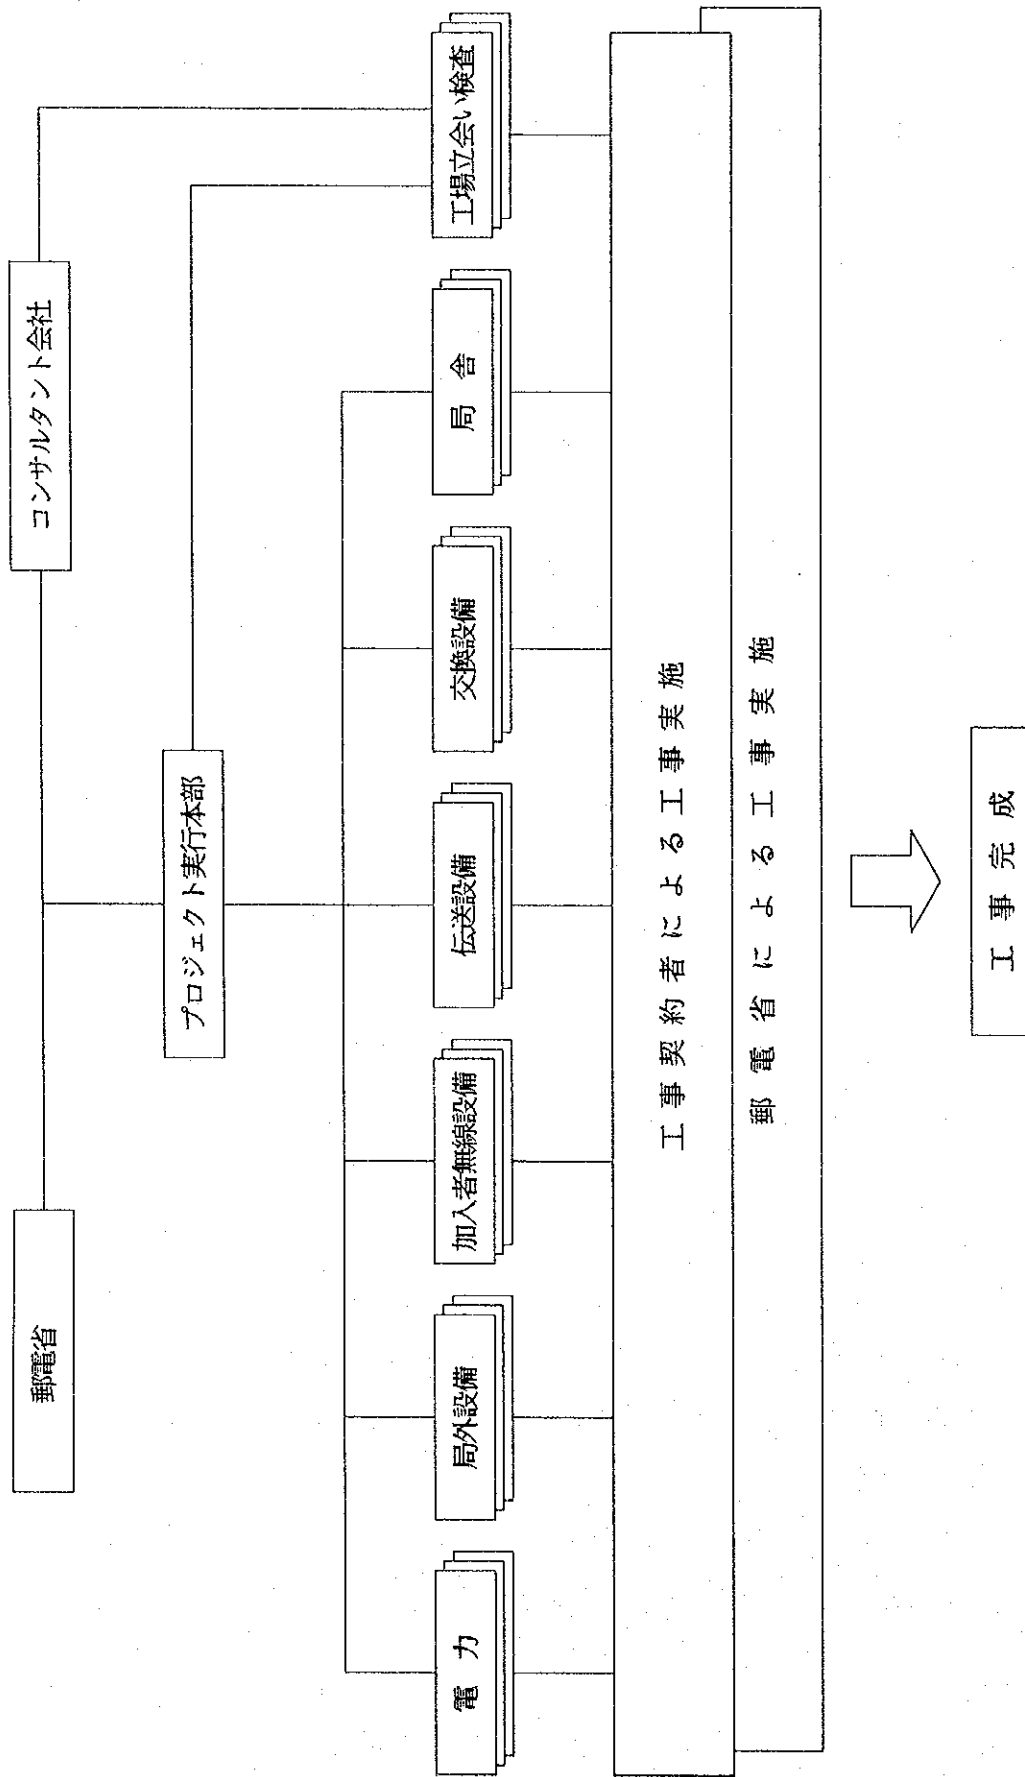 郵電省
コンサルタント会社
プロジェクト実行本部
電力
局外設備
加入者無線設備
伝送設備
交換設備
局舎
工場立会い検査
工事契約者による工事実施
郵電省による工事実施
工事完成